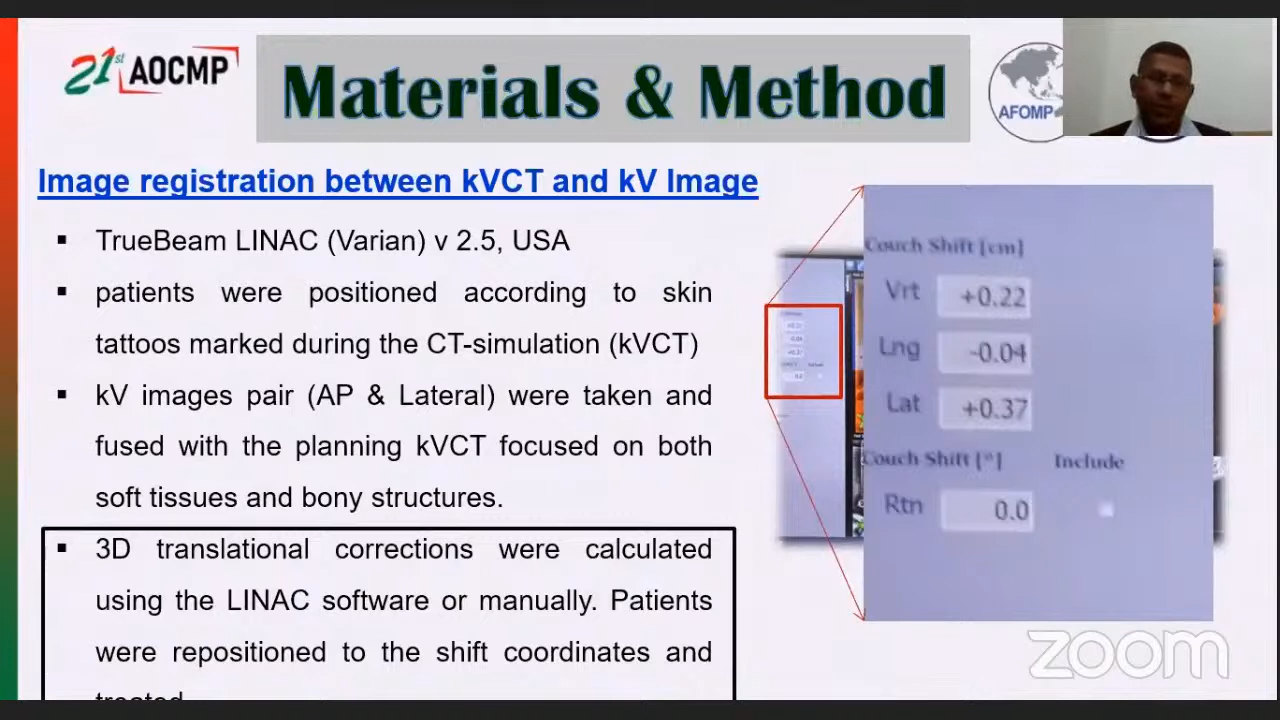 21st AOCMP
Materials & Method
AFOMP
Image registration between kVCT and kV Image
▪ TrueBeam LINAC (Varian) v 2.5, USA
▪ patients were positioned according to skin
tattoos marked during the CT-simulation (kVCT)
▪ kV images pair (AP & Lateral) were taken and
fused with the planning kVCT focused on both
soft tissues and bony structures.
▪ 3D translational corrections were calculated
using the LINAC software or manually. Patients
were repositioned to the shift coordinates and
treated
Couch Shift [cm]
Vrt +0.22
Lng -0.04
Lat +0.37
Couch Shift [°] Include
Rtn 0.0
zoom